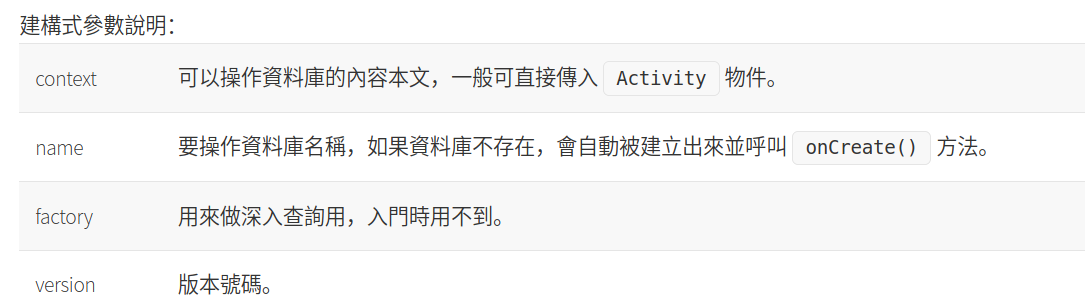 建構式參數說明：
context 可以操作資料庫的內容本文，一般可直接傳入 Activity 物件。
name 要操作資料庫名稱，如果資料庫不存在，會自動被建立出來並呼叫 onCreate() 方法。
factory 用來做深入查詢用，入門時用不到。
version 版本號碼。